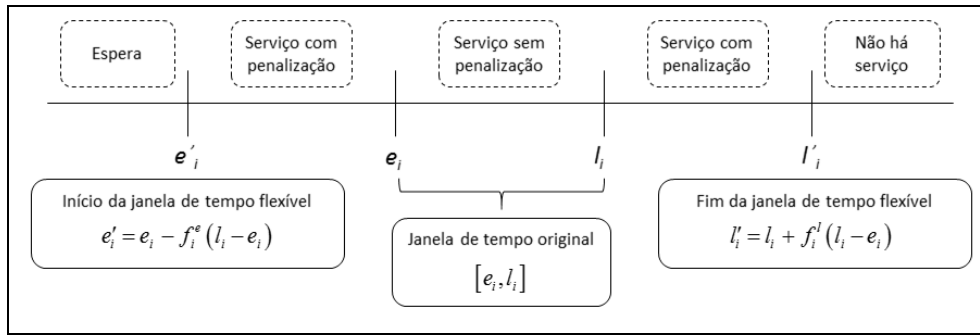 Espera
Serviço com
penalização
Serviço sem
penalização
Serviço com
penalização
Não há
serviço
e´i
ei
li
l´i
Início da janela de tempo flexível
e′i = ei − fie (li − ei)
Janela de tempo original
[ei, li]
Fim da janela de tempo flexível
l′i = li + fil (li − ei)